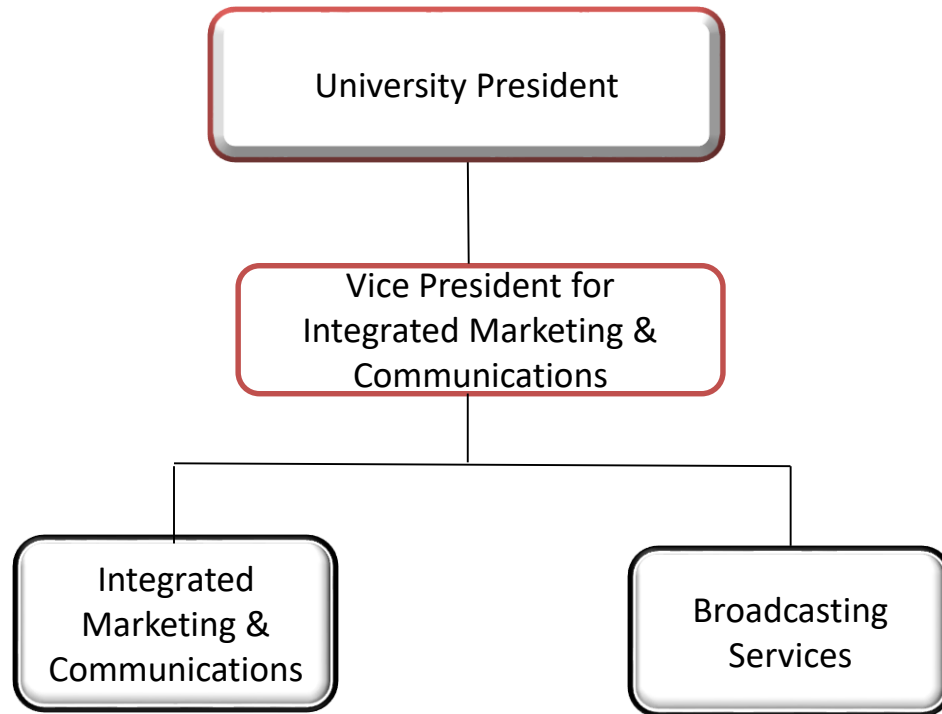 University President
Vice President for
Integrated Marketing &
Communications
Integrated
Marketing &
Communications
Broadcasting
Services